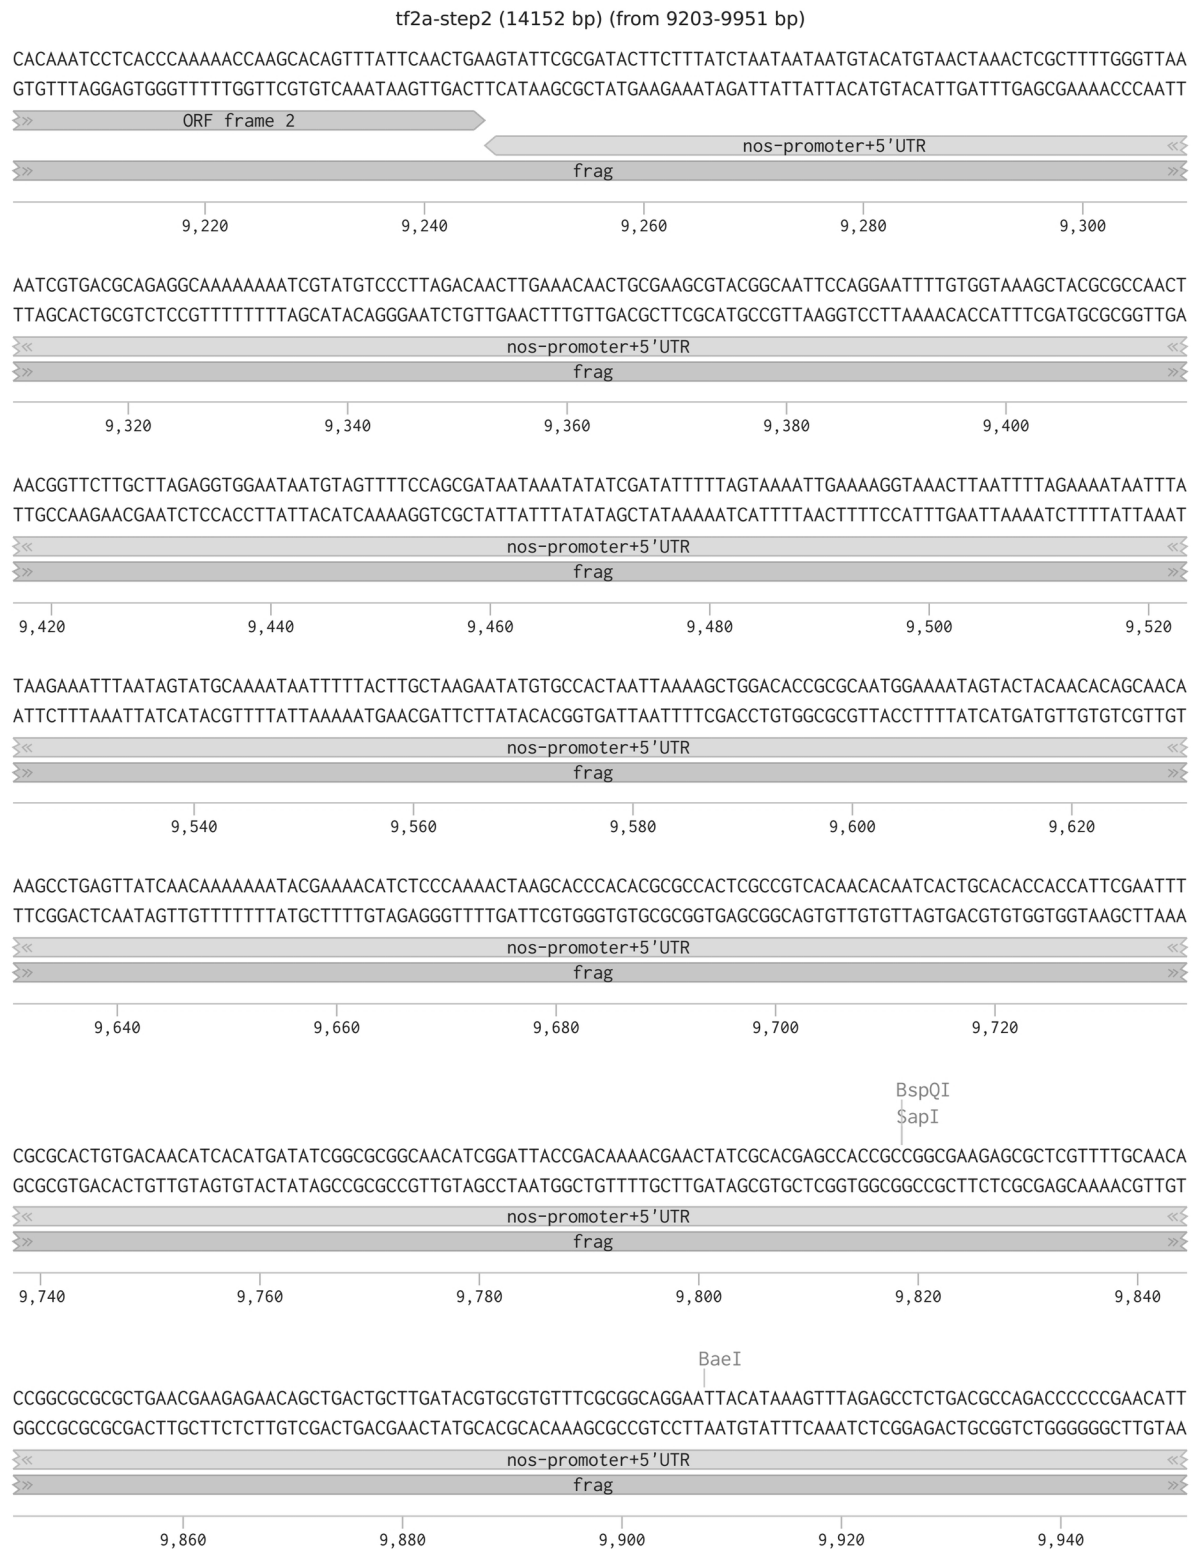 tf2a-step2 (14152 bp) (from 9203-9951 bp)
CACAAATCCTCACCCAAAAACCAAGCACAGTTTATTCAACTGAAGTATTCGCGATACTTCTTTATCTAATAATAATGTACATGTAACTAAACTCGCTTTTGGGTTAA
GTGTTTAGGAGTGGGTTTTTGGTTCGTGTCAAATAAGTTGACTTCATAAGCGCTATGAAGAAATAGATTATTATTACATGTACATTGATTTGAGCGAAAACCCAATT
ORF frame 2
nos-promoter+5'UTR
frag
9,220 9,240 9,260 9,280 9,300
AATCGTGACGCAGAGGCAAAAAAAATCGTATGTCCCTTAGACAACTTGAAACAACTGCGAAGCGTACGGCAATTCCAGGAATTTTGTGGTAAAGCTACGCGCCAACT
TTAGCACTGCGTCTCCGTTTTTTTTAGCATACAGGGAATCTGTTGAACTTTGTTGACGCTTCGCATGCCGTTAAGGTCCTTAAAACACCATTTCGATGCGCGGTTGA
nos-promoter+5'UTR
frag
9,320 9,340 9,360 9,380 9,400
AACGGTTCTTGCTTAGAGGTGGAATAATGTAGTTTTCCAGCGATAATAAATATATCGATATTTTTAGTAAAATTGAAAAGGTAAACTTAATTTTAGAAAATAATTTA
TTGCCAAGAACGAATCTCCACCTTATTACATCAAAAGGTCGCTATTATTTATATAGCTATAAAAATCATTTTAACTTTTCCATTTGAATTAAAATCTTTTATTAAAT
nos-promoter+5'UTR
frag
9,420 9,440 9,460 9,480 9,500 9,520
TAAGAAATTTAATAGTATGCAAAATAATTTTTACTTGCTAAGAATATGTGCCACTAATTAAAAGCTGGACACCGCGCAATGGAAAATAGTACTACAACACAGCAACA
ATTCTTTAAATTATCATACGTTTTATTAAAAATGAACGATTCTTATACACGGTGATTAATTTTCGACCTGTGGCGCGTTACCTTTTATCATGATGTTGTGTCGTTGT
nos-promoter+5'UTR
frag
9,540 9,560 9,580 9,600 9,620
AAGCCTGAGTTATCAACAAAAAAATACGAAAACATCTCCCAAAACTAAGCACCCACACGCGCCACTCGCCGTCACAACACAATCACTGCACACCACCATTCGAATTT
TTCGGACTCAATAGTTGTTTTTTTATGCTTTTGTAGAGGGTTTTGATTCGTGGGTGTGCGCGGTGAGCGGCAGTGTTGTGTTAGTGACGTGTGGTGGTAAGCTTAAA
nos-promoter+5'UTR
frag
9,640 9,660 9,680 9,700 9,720
BspQI
SapI
CGCGCACTGTGACAACATCACATGATATCGGCGCGGCAACATCGGATTACCGACAAAACGAACTATCGCACGAGCCACCGCCGGCGAAGAGCGCTCGTTTTGCAACA
GCGCGTGACACTGTTGTAGTGTACTATAGCCGCGCCGTTGTAGCCTAATGGCTGTTTTGCTTGATAGCGTGCTCGGTGGCGGCCGCTTCTCGCGAGCAAAACGTTGT
nos-promoter+5'UTR
frag
9,740 9,760 9,780 9,800 9,820 9,840
BaeI
CCGGCGCGCGCTGAACGAAGAGAACAGCTGACTGCTTGATACGTGCGTGTTTCGCGGCAGGAATTACATAAAGTTTAGAGCCTCTGACGCCAGACCCCCCGAACATT
GGCCGCGCGCGACTTGCTTCTCTTGTCGACTGACGAACTATGCACGCACAAAGCGCCGTCCTTAATGTATTTCAAATCTCGGAGACTGCGGTCTGGGGGGCTTGTAA
nos-promoter+5'UTR
frag
9,860 9,880 9,900 9,920 9,940